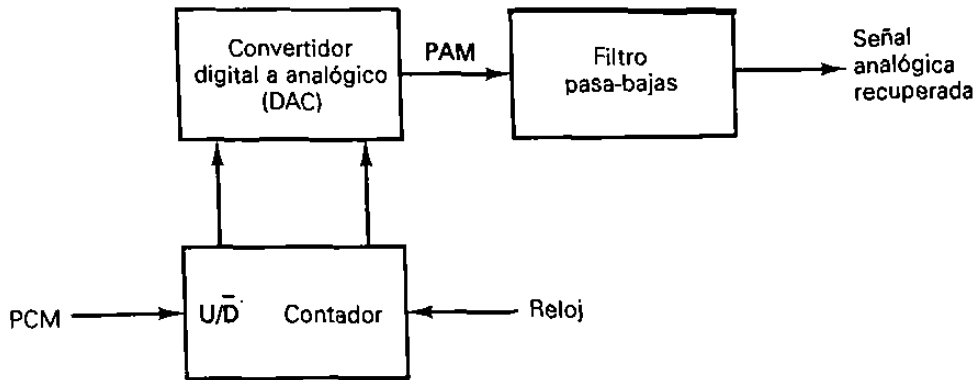 Convertidor
digital a analógico
(DAC)
PAM
Filtro
pasa-bajas
Señal
analógica
recuperada
PCM
U/D̅
Contador
Reloj